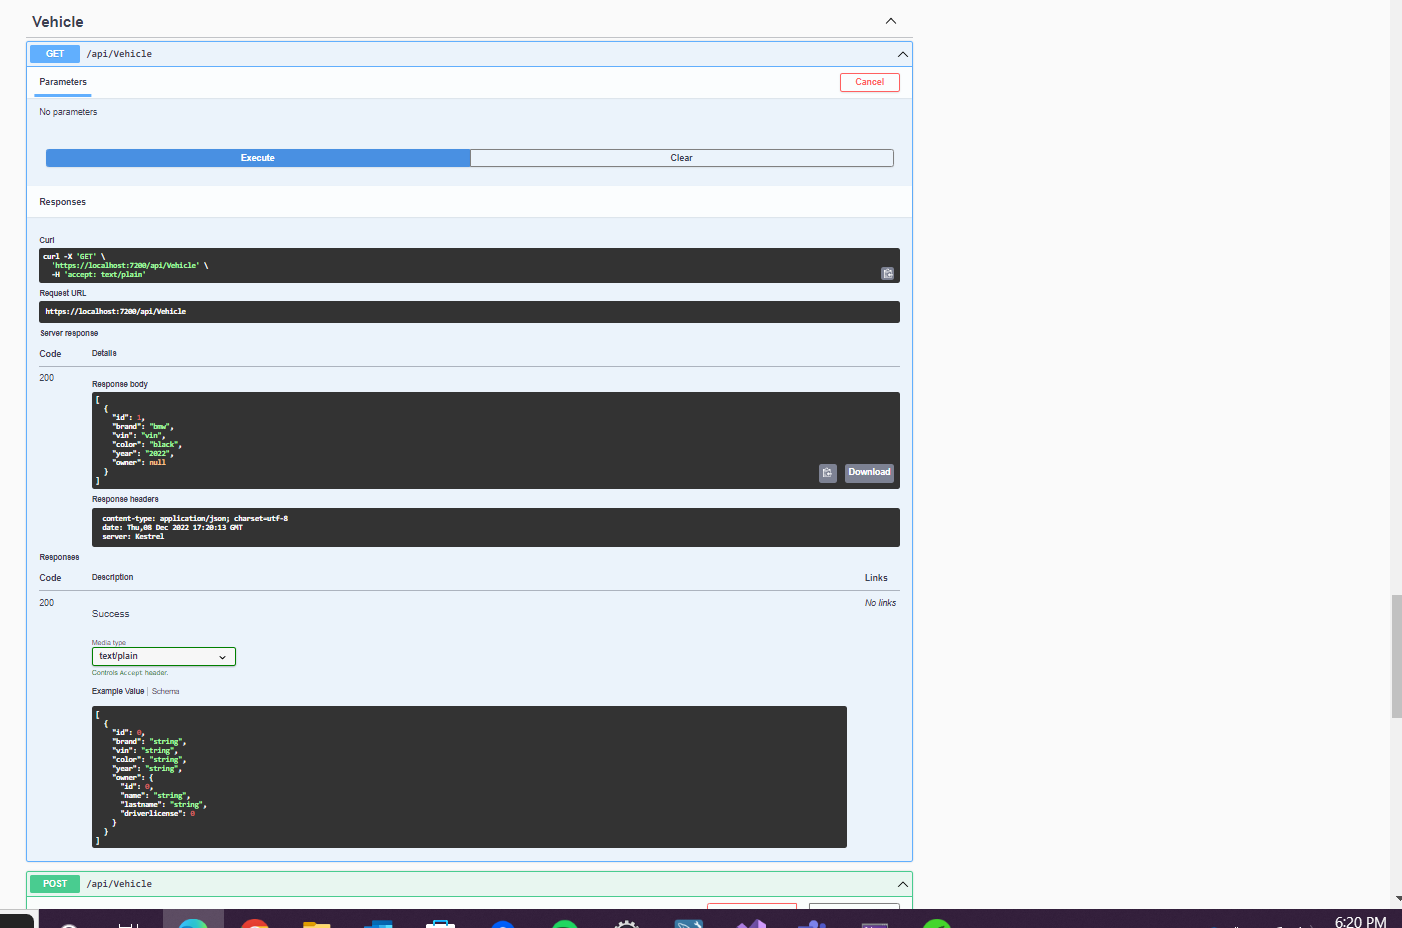 Vehicle
GET /api/Vehicle
Parameters
Cancel
No parameters
Execute
Clear
Responses
Curl
curl -X 'GET' \
'https://localhost:7200/api/Vehicle' \
-H 'accept: text/plain'
Request URL
https://localhost:7200/api/Vehicle
Server response
Code Details
200
Response body
[
{
"id": 1,
"brand": "bmw",
"vin": "vin",
"color": "black",
"year": "2022",
"owner": null
}
]
Download
Response headers
content-type: application/json; charset=utf-8
date: Thu,08 Dec 2022 17:20:13 GMT
server: Kestrel
Responses
Code Description Links
200 No links
Success
Media type
text/plain
Controls Accept header.
Example Value | Schema
[
{
"id": 0,
"brand": "string",
"vin": "string",
"color": "string",
"year": "string",
"owner": {
"id": 0,
"name": "string",
"lastname": "string",
"driverlicense": 0
}
}
]
POST /api/Vehicle
6:20 PM